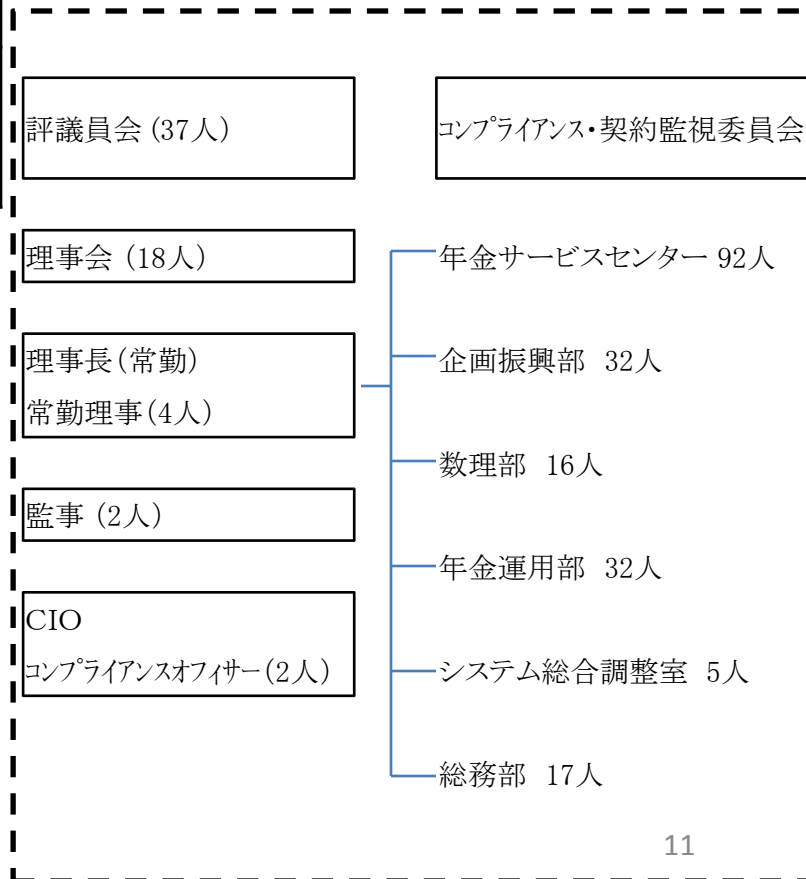 評議員会 (37人)
コンプライアンス・契約監視委員会
理事会 (18人)
理事長(常勤)
常勤理事(4人)
監事 (2人)
CIO
コンプライアンスオフィサー(2人)
年金サービスセンター 92人
企画振興部 32人
数理部 16人
年金運用部 32人
システム総合調整室 5人
総務部 17人
11